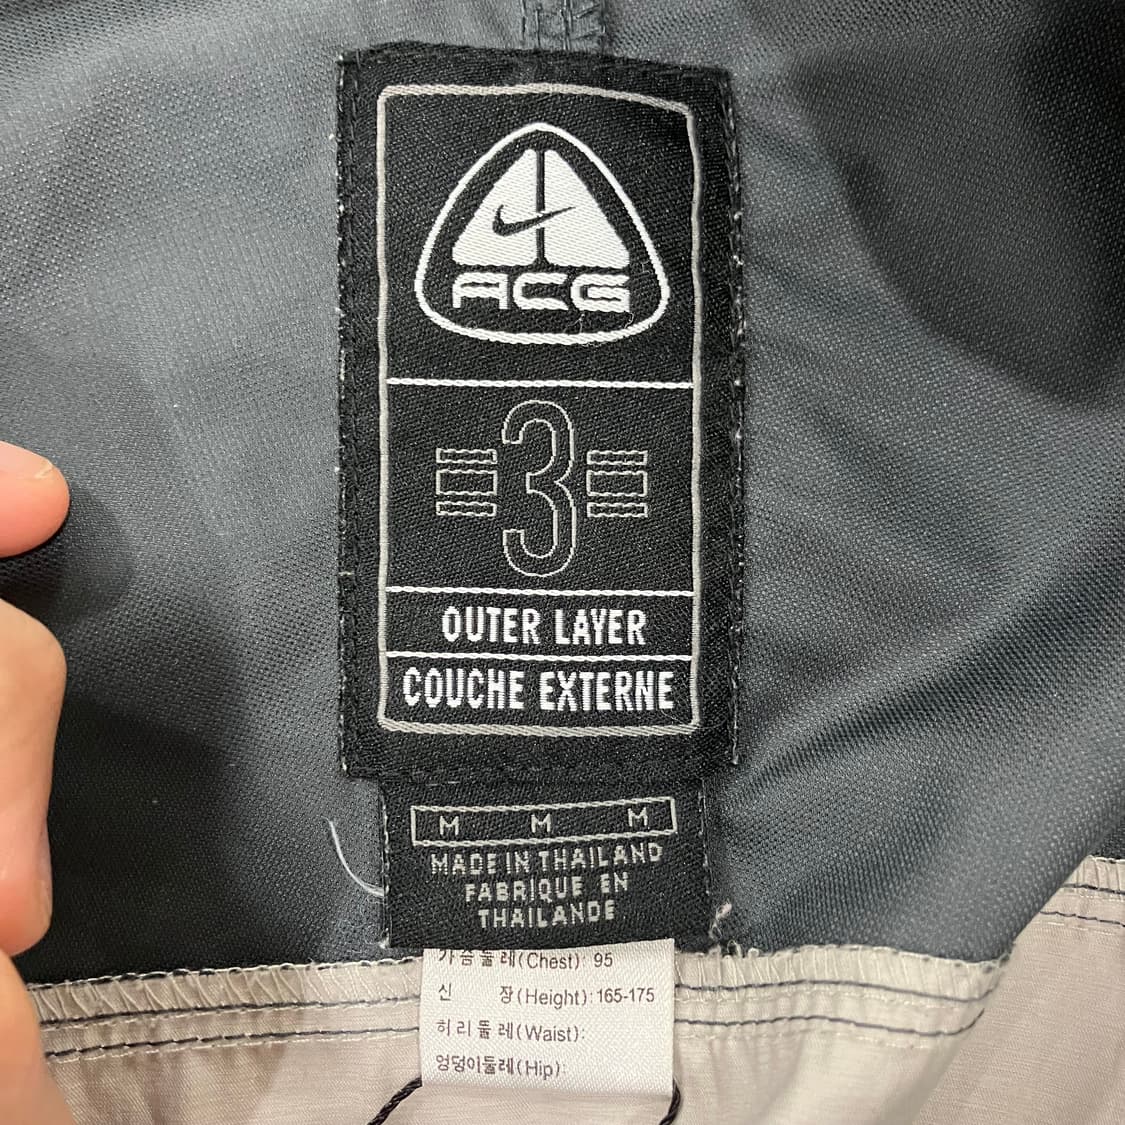 ACG
3
OUTER LAYER
COUCHE EXTERNE
M M M
MADE IN THAILAND
FABRIQUE EN
THAILANDE
가슴둘레(Chest): 95
신 장(Height): 165-175
허리둘레(Waist):
엉덩이둘레(Hip):